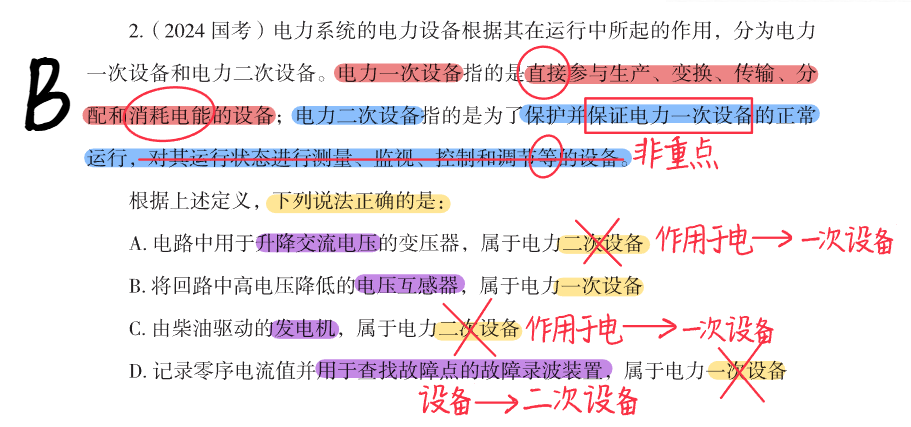 2.（2024 国考）电力系统的电力设备根据其在运行中所起的作用，分为电力
B
一次设备和电力二次设备。电力一次设备指的是直接参与生产、变换、传输、分
配和消耗电能的设备；电力二次设备指的是为了保护并保证电力一次设备的正常
运行，对其运行状态进行测量、监视、控制和调节等的设备。非重点
根据上述定义，下列说法正确的是：
A. 电路中用于升降交流电压的变压器，属于电力二次设备 作用于电→一次设备
B. 将回路中高电压降低的电压互感器，属于电力一次设备
C. 由柴油驱动的发电机，属于电力二次设备 作用于电→一次设备
D. 记录零序电流值并用于查找故障点的故障录波装置，属于电力一次设备
设备→二次设备